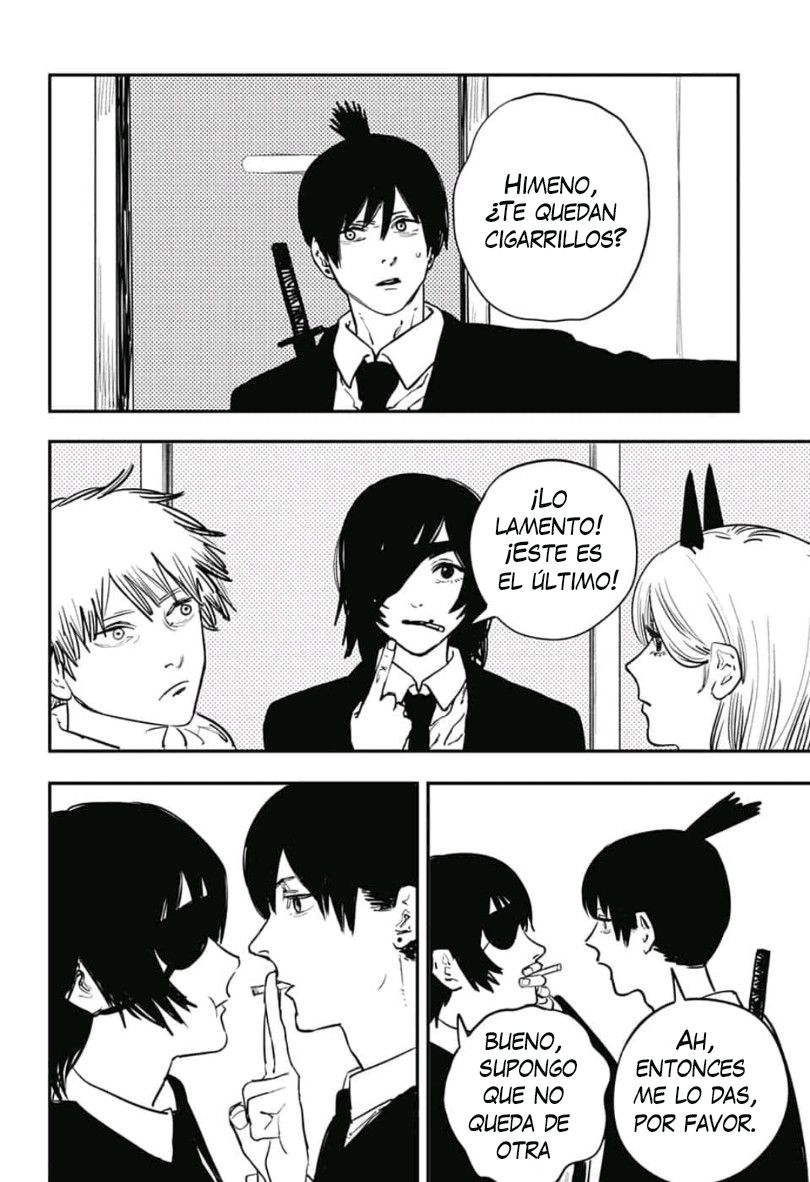 HIMENO,
¿TE QUEDAN
CIGARRILLOS?
¡LO
LAMENTO!
¡ESTE ES
EL ÚLTIMO!
AH,
ENTONCES
ME LO DAS,
POR FAVOR.
BUENO,
SUPONGO
QUE NO
QUEDA DE
OTRA